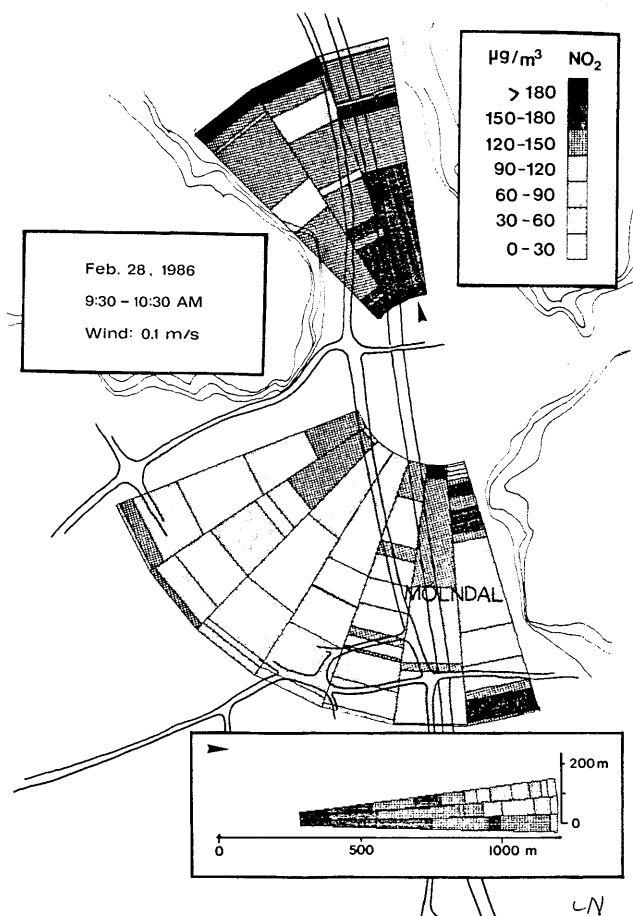 µg/m³ NO₂
> 180
150-180
120-150
90-120
60-90
30-60
0-30
Feb. 28, 1986
9:30-10:30 AM
Wind: 0.1 m/s
MOLNDAL
200m
0
0 500 1000 m